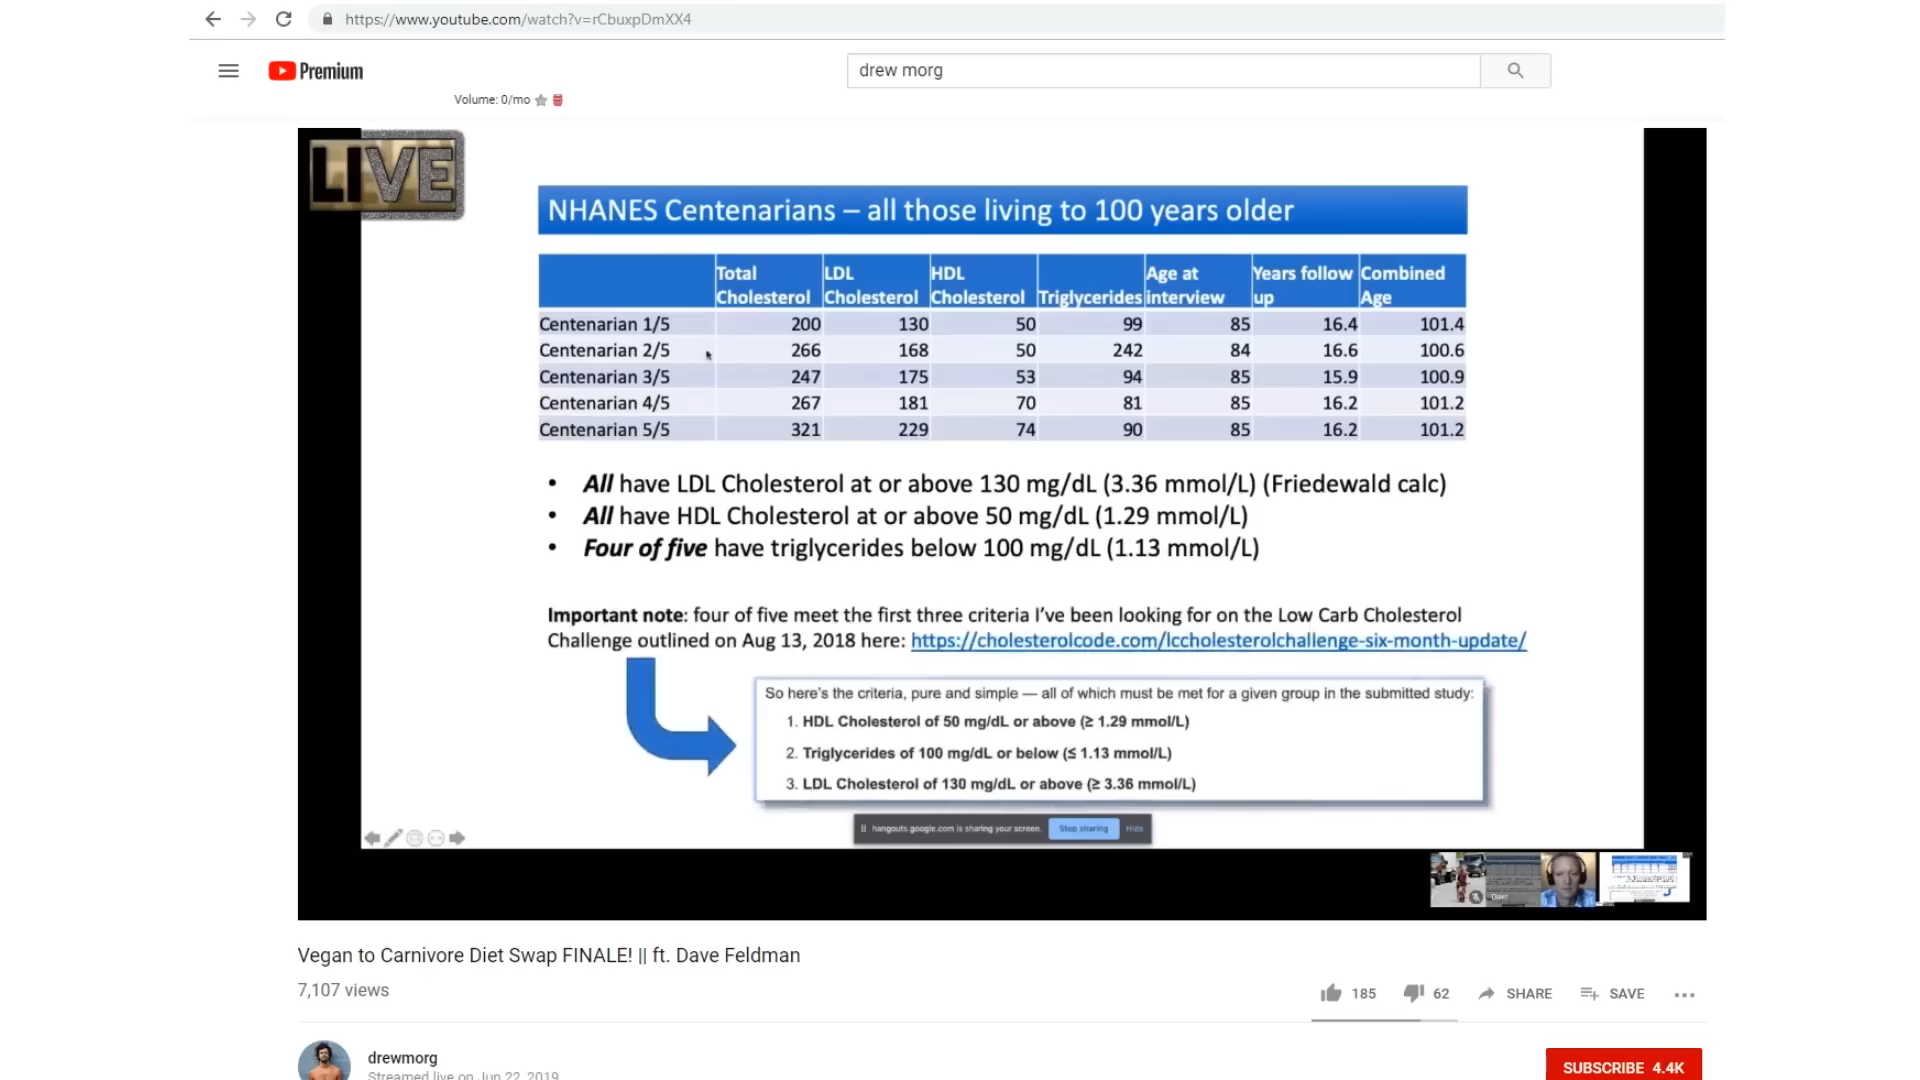 https://www.youtube.com/watch?v=rCbuxpDmXX4
Premium
drew morg
Volume: 0/mo
LIVE
NHANES Centenarians – all those living to 100 years older
Total Cholesterol LDL Cholesterol HDL Cholesterol Triglycerides Age at interview Years follow up Combined Age
Centenarian 1/5 200 130 50 99 85 16.4 101.4
Centenarian 2/5 266 168 50 242 84 16.6 100.6
Centenarian 3/5 247 175 53 94 85 15.9 100.9
Centenarian 4/5 267 181 70 81 85 16.2 101.2
Centenarian 5/5 321 229 74 90 85 16.2 101.2
• All have LDL Cholesterol at or above 130 mg/dL (3.36 mmol/L) (Friedewald calc)
• All have HDL Cholesterol at or above 50 mg/dL (1.29 mmol/L)
• Four of five have triglycerides below 100 mg/dL (1.13 mmol/L)
Important note: four of five meet the first three criteria I've been looking for on the Low Carb Cholesterol
Challenge outlined on Aug 13, 2018 here: https://cholesterolcode.com/lccholesterolchallenge-six-month-update/
So here's the criteria, pure and simple — all of which must be met for a given group in the submitted study:
1. HDL Cholesterol of 50 mg/dL or above (≥ 1.29 mmol/L)
2. Triglycerides of 100 mg/dL or below (≤ 1.13 mmol/L)
3. LDL Cholesterol of 130 mg/dL or above (≥ 3.36 mmol/L)
hangouts.google.com is sharing your screen. Stop sharing Hide
Vegan to Carnivore Diet Swap FINALE! || ft. Dave Feldman
7,107 views
185 62 SHARE SAVE
drewmorg
Streamed live on Jun 22, 2019
SUBSCRIBE 4.4K